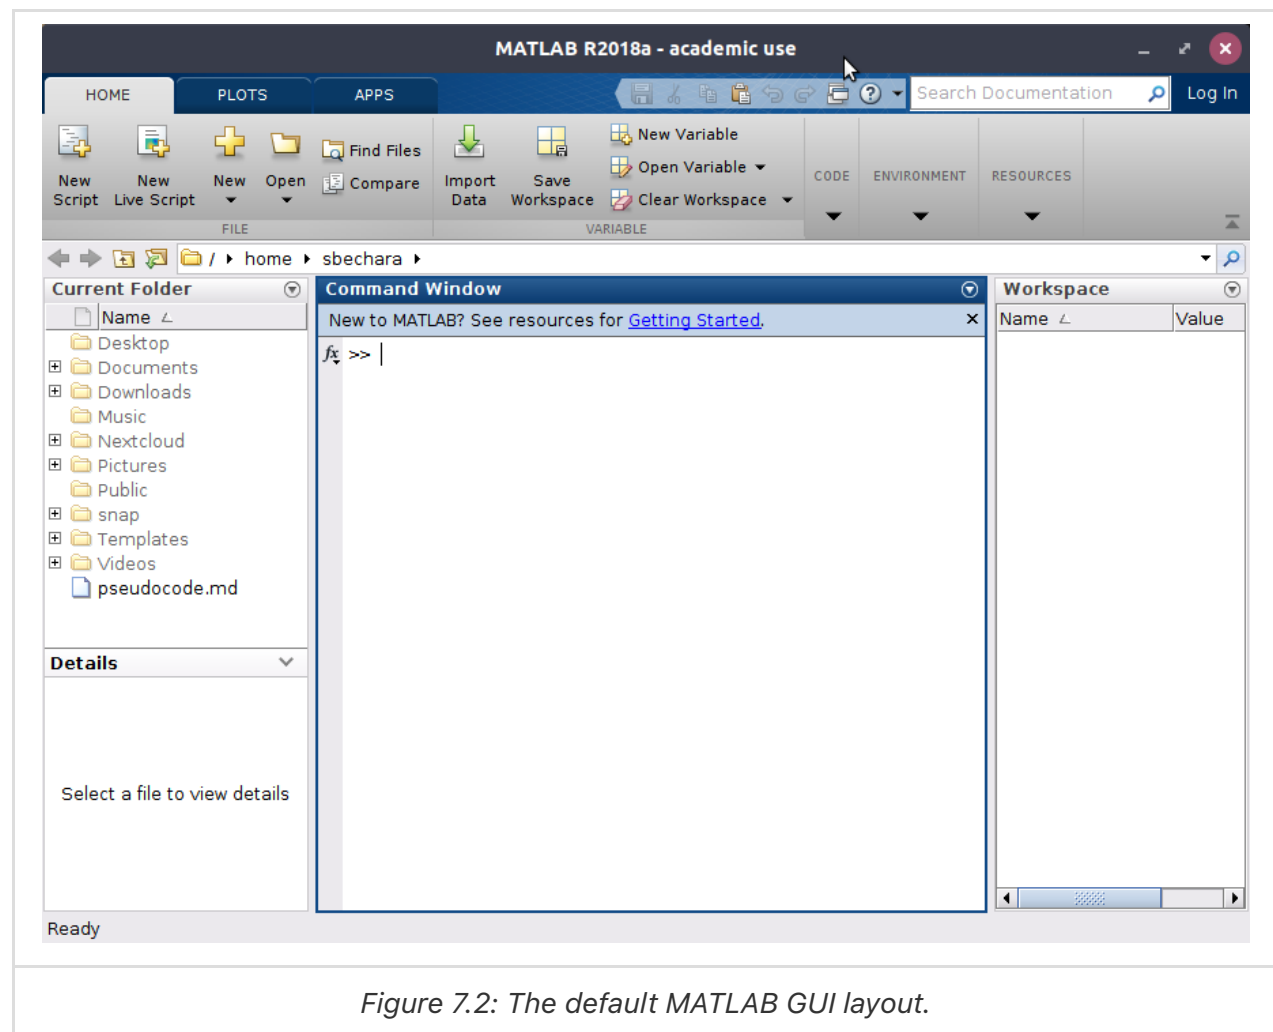 MATLAB R2018a - academic use
HOME PLOTS APPS Search Documentation Log In
New Script
New Live Script
New
Open
Find Files
Compare
FILE
Import Data
Save Workspace
New Variable
Open Variable
Clear Workspace
VARIABLE
CODE
ENVIRONMENT
RESOURCES
/ home sbechara
Current Folder
Name
Desktop
Documents
Downloads
Music
Nextcloud
Pictures
Public
snap
Templates
Videos
pseudocode.md
Details
Select a file to view details
Command Window
New to MATLAB? See resources for Getting Started.
fx >>
Workspace
Name Value
Ready
Figure 7.2: The default MATLAB GUI layout.